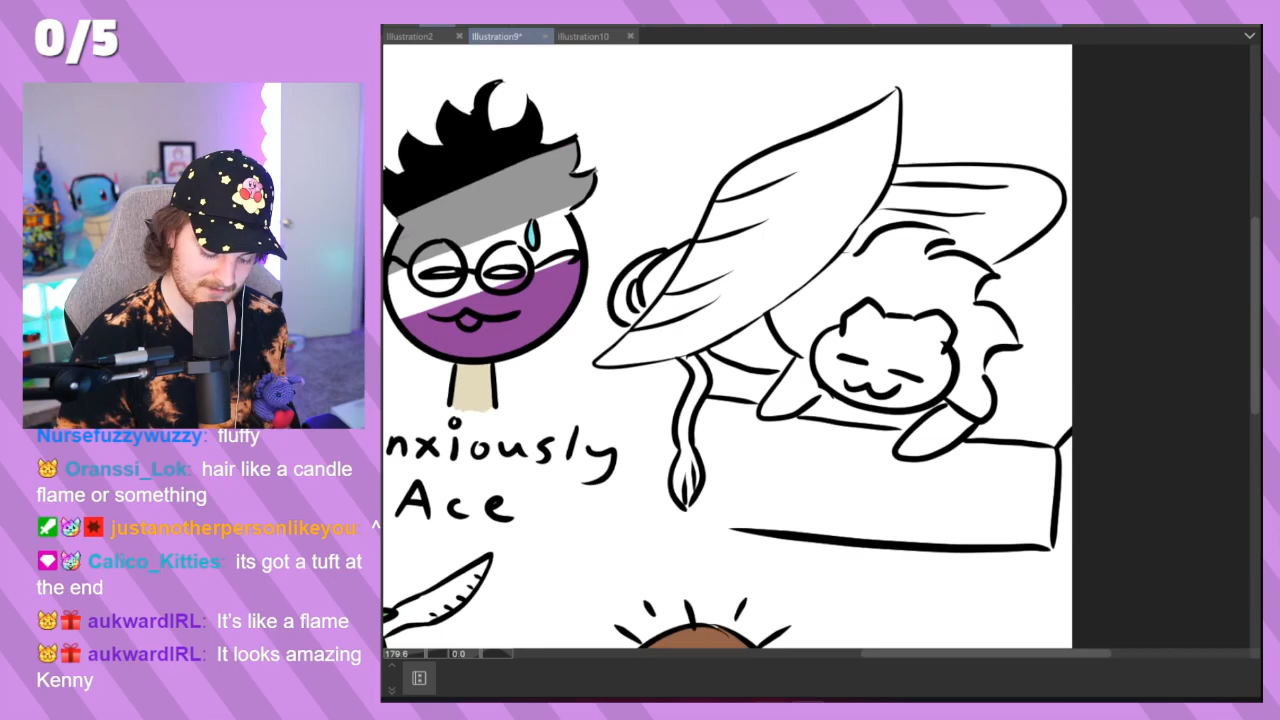 0/5
Illustration2
Illustration9*
Illustration10
Nursefuzzywuzzy: fluffy
Oranssi_Lok: hair like a candle
flame or something
justanotherpersonlikeyou: ^
Calico_Kitties: its got a tuft at
the end
aukwardIRL: It's like a flame
aukwardIRL: It looks amazing
Kenny
nxiously
Ace
179.6
0.0